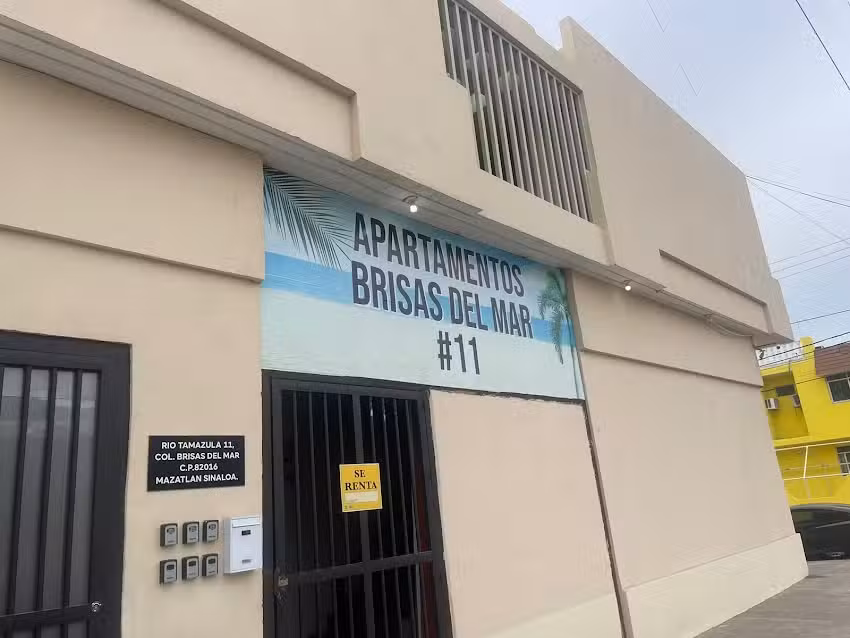 APARTAMENTOS
BRISAS DEL MAR
#11
RIO TAMAZULA 11,
COL. BRISAS DEL MAR
C.P.82016
MAZATLAN SINALOA.
SE
RENTA